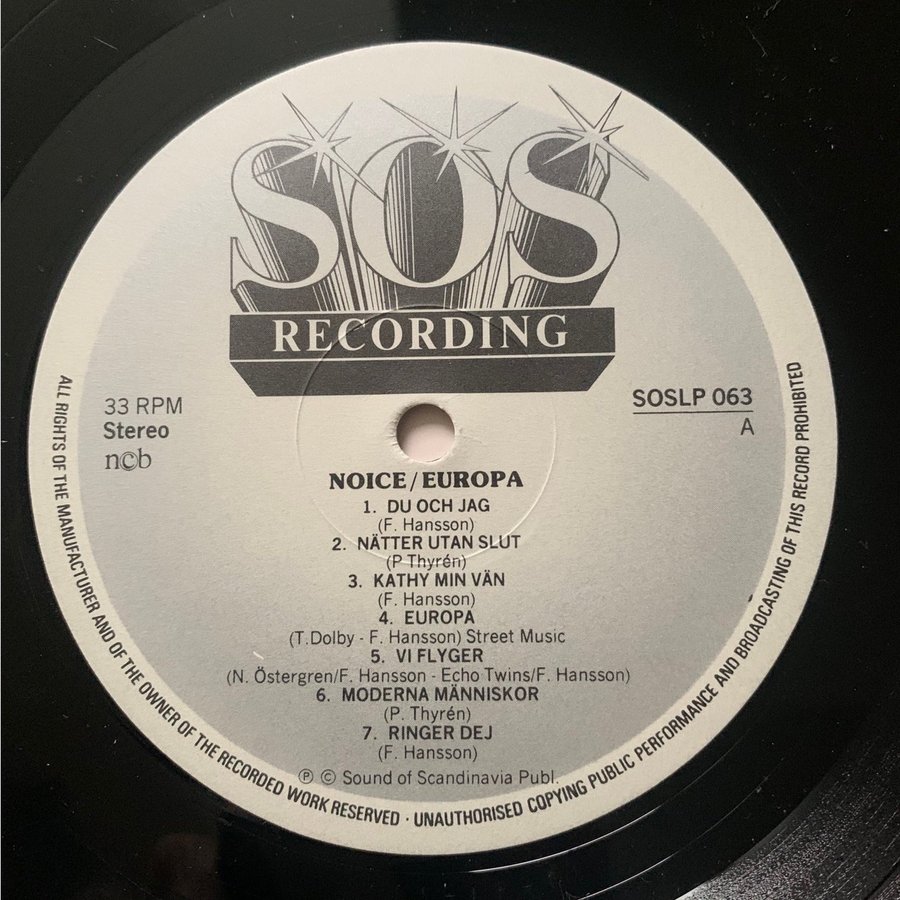 SOS
RECORDING
33 RPM
Stereo
ncb
SOSLP 063
A
NOICE/EUROPA
1. DU OCH JAG
(F. Hansson)
2. NÄTTER UTAN SLUT
(P Thyrén)
3. KATHY MIN VÄN
(F. Hansson)
4. EUROPA
(T.Dolby - F. Hansson) Street Music
5. VI FLYGER
(N. Östergren/F. Hansson - Echo Twins/F. Hansson)
6. MODERNA MÄNNISKOR
(P. Thyrén)
7. RINGER DEJ
(F. Hansson)
℗ © Sound of Scandinavia Publ.
ALL RIGHTS OF THE MANUFACTURER AND OF THE OWNER OF THE RECORDED WORK RESERVED · UNAUTHORISED COPYING PUBLIC PERFORMANCE AND BROADCASTING OF THIS RECORD PROHIBITED